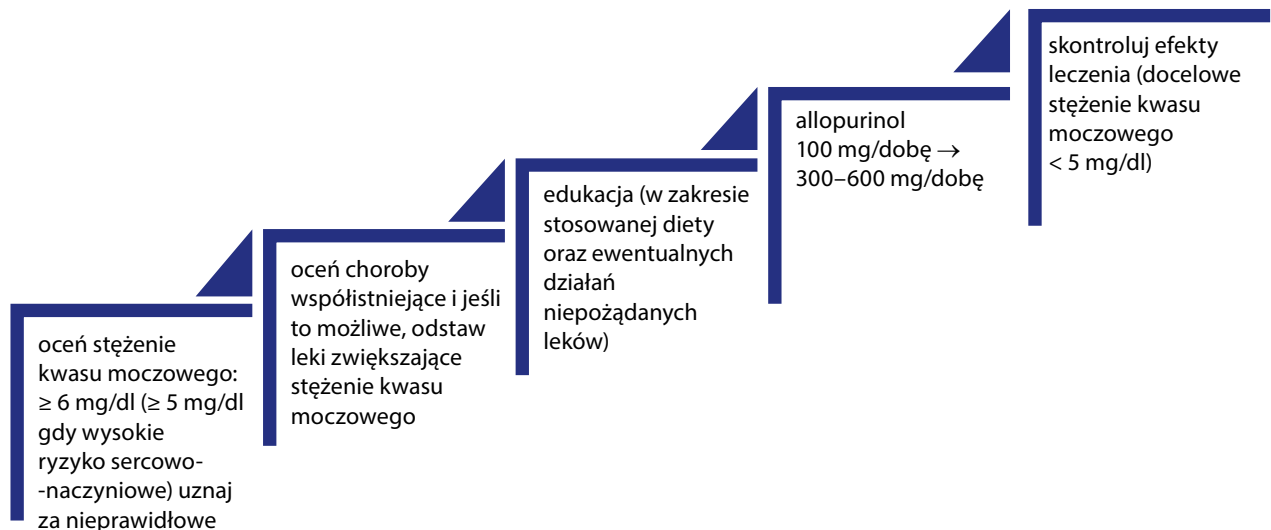 oceń stężenie
kwasu moczowego:
≥ 6 mg/dl (≥ 5 mg/dl
gdy wysokie
ryzyko sercowo-
-naczyniowe) uznaj
za nieprawidłowe
oceń choroby
współistniejące i jeśli
to możliwe, odstaw
leki zwiększające
stężenie kwasu
moczowego
edukacja (w zakresie
stosowanej diety
oraz ewentualnych
działań
niepożądanych
leków)
allopurinol
100 mg/dobę →
300–600 mg/dobę
skontroluj efekty
leczenia (docelowe
stężenie kwasu
moczowego
< 5 mg/dl)